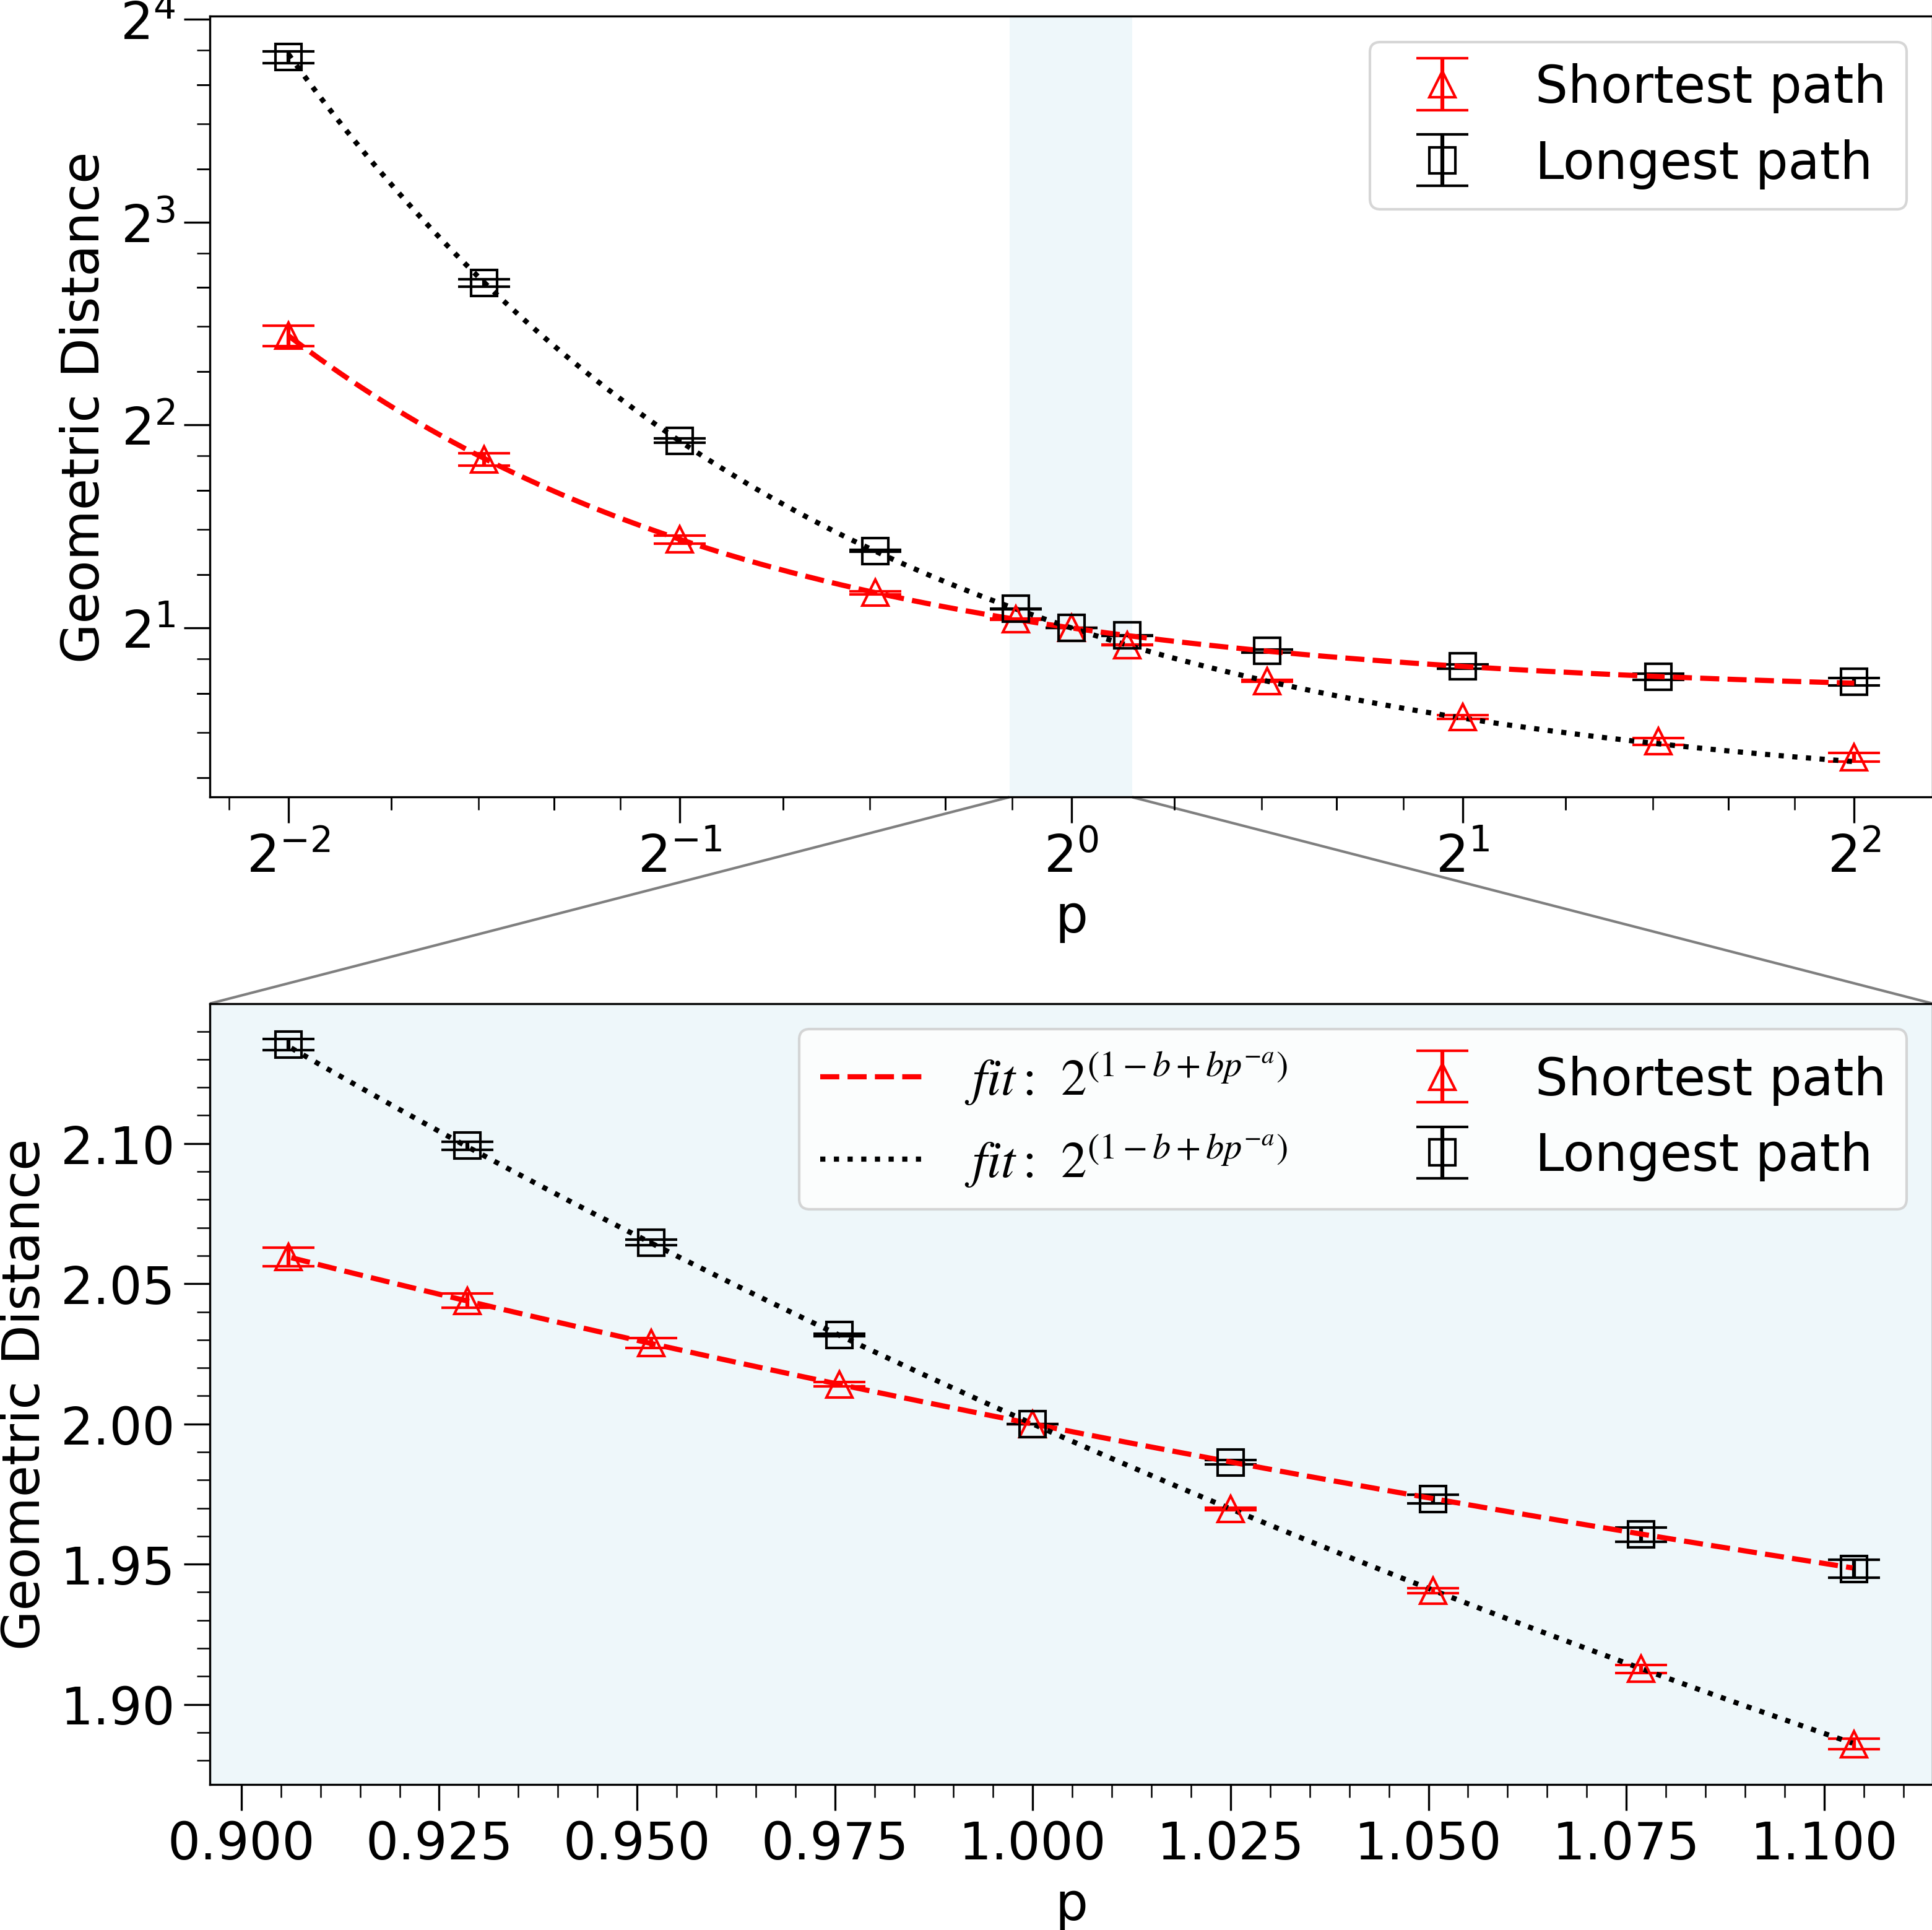 Geometric Distance
2^4
2^3
2^2
2^1
Shortest path
Longest path
2^−2 2^−1 2^0 2^1 2^2
p
Geometric Distance
2.10
2.05
2.00
1.95
1.90
fit: 2^(1 − b + bp^−a)
fit: 2^(1 − b + bp^−a)
Shortest path
Longest path
0.900 0.925 0.950 0.975 1.000 1.025 1.050 1.075 1.100
p